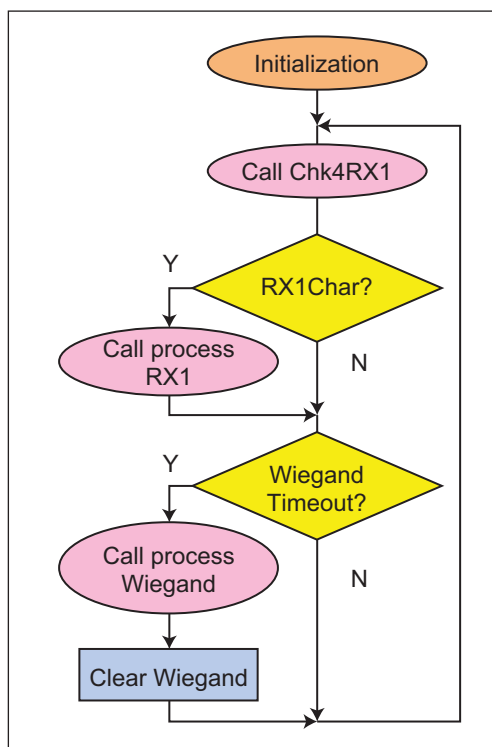 Initialization
Call Chk4RX1
Y
RX1Char?
Call process
RX1
N
Y
Wiegand
Timeout?
Call process
Wiegand
N
Clear Wiegand